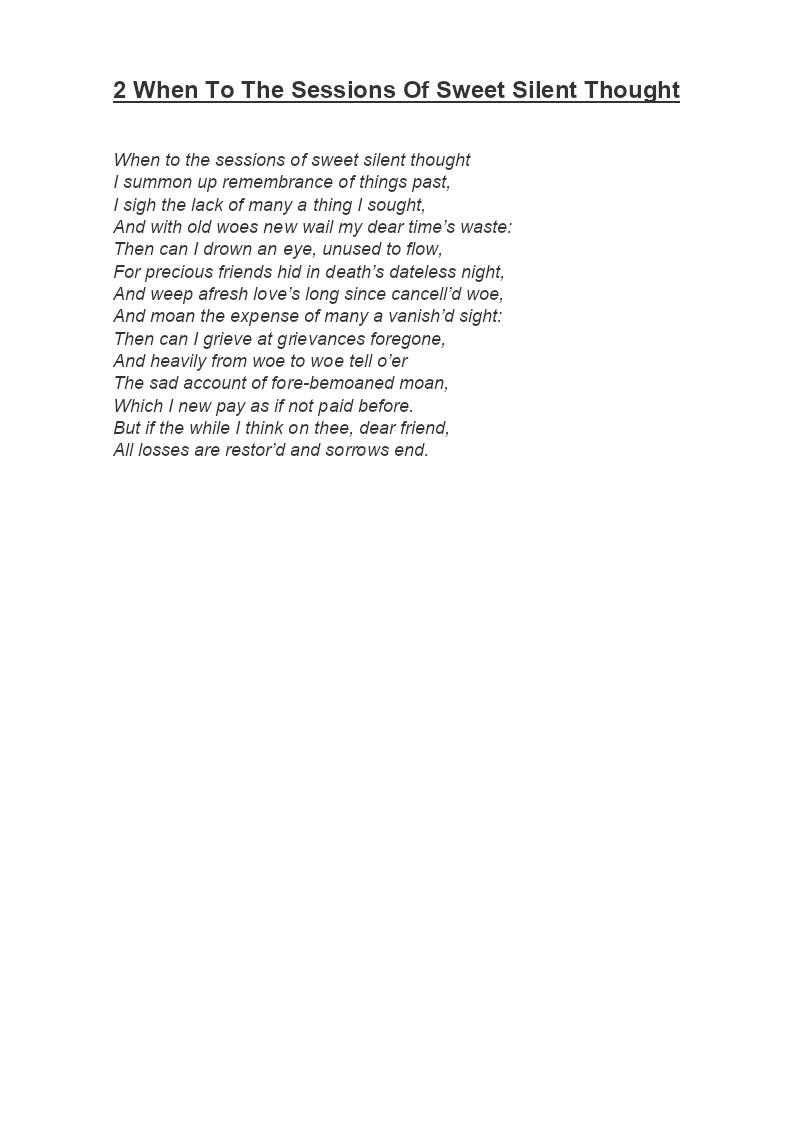 2 When To The Sessions Of Sweet Silent Thought
When to the sessions of sweet silent thought
I summon up remembrance of things past,
I sigh the lack of many a thing I sought,
And with old woes new wail my dear time’s waste:
Then can I drown an eye, unused to flow,
For precious friends hid in death’s dateless night,
And weep afresh love’s long since cancell’d woe,
And moan the expense of many a vanish’d sight:
Then can I grieve at grievances foregone,
And heavily from woe to woe tell o’er
The sad account of fore-bemoaned moan,
Which I new pay as if not paid before.
But if the while I think on thee, dear friend,
All losses are restor’d and sorrows end.